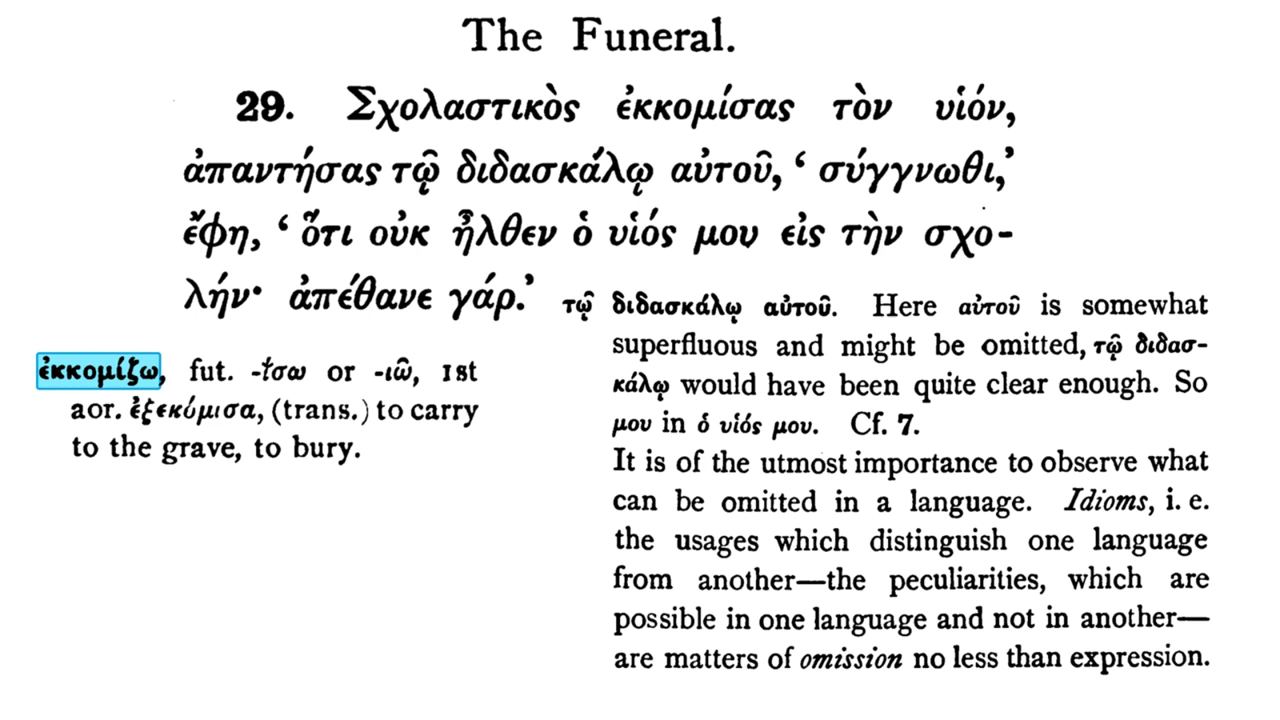 The Funeral.
29. Σχολαστικὸς ἐκκομίσας τὸν υἱόν,
ἀπαντήσας τῷ διδασκάλῳ αὐτοῦ, ‘ σύγγνωθι,’
ἔφη, ‘ ὅτι οὐκ ἦλθεν ὁ υἱός μου εἰς τὴν σχο-
λήν· ἀπέθανε γάρ.’
ἐκκομίζω, fut. -ῐσω or -ιῶ, 1st
aor. ἐξεκόμισα, (trans.) to carry
to the grave, to bury.
τῷ διδασκάλῳ αὐτοῦ. Here αὐτοῦ is somewhat
superfluous and might be omitted, τῷ διδασ-
κάλῳ would have been quite clear enough. So
μου in ὁ υἱός μου. Cf. 7.
It is of the utmost importance to observe what
can be omitted in a language. Idioms, i. e.
the usages which distinguish one language
from another—the peculiarities, which are
possible in one language and not in another—
are matters of omission no less than expression.